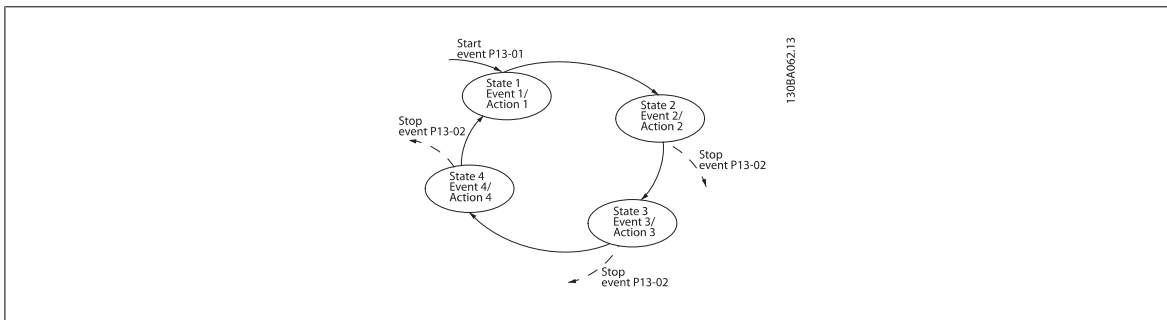 Start
event P13-01
130BA062.13
State 1
Event 1/
Action 1
State 2
Event 2/
Action 2
Stop
event P13-02
Stop
event P13-02
State 4
Event 4/
Action 4
State 3
Event 3/
Action 3
Stop
event P13-02